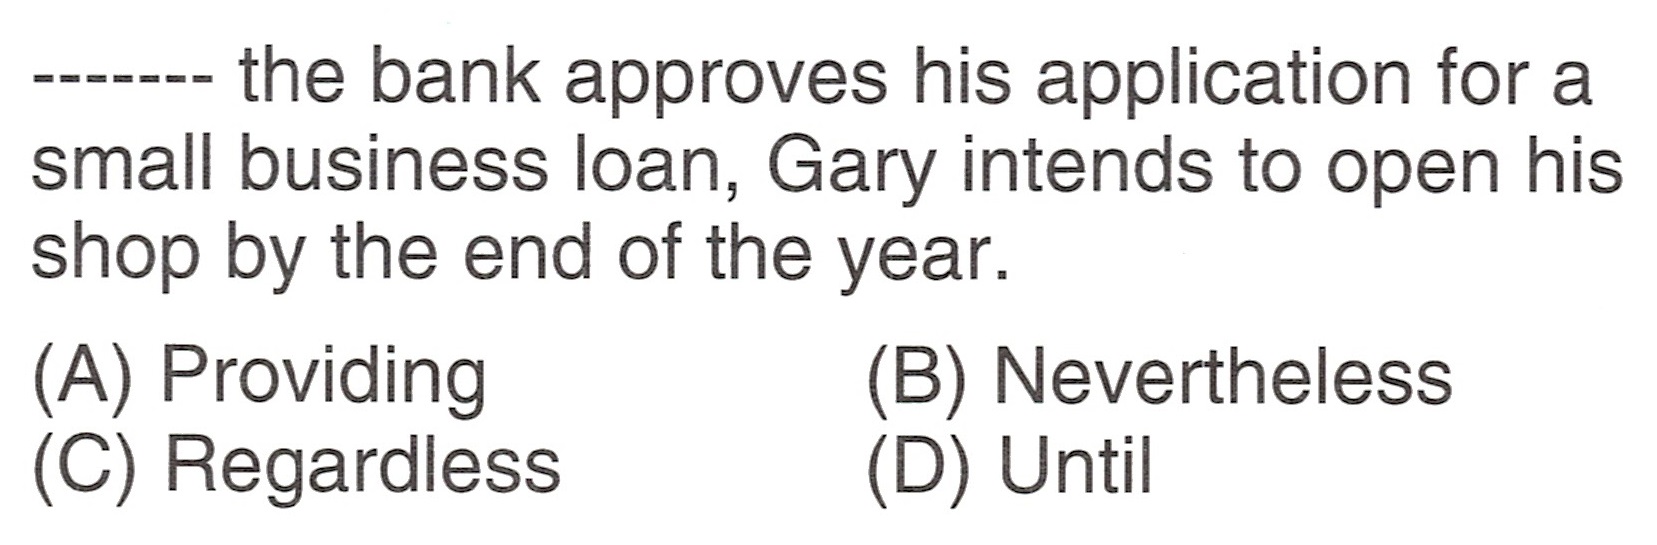 ------- the bank approves his application for a
small business loan, Gary intends to open his
shop by the end of the year.
(A) Providing (B) Nevertheless
(C) Regardless (D) Until